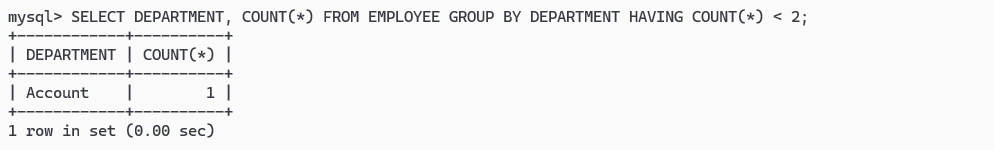 mysql> SELECT DEPARTMENT, COUNT(*) FROM EMPLOYEE GROUP BY DEPARTMENT HAVING COUNT(*) < 2;
+------------+----------+
| DEPARTMENT | COUNT(*) |
+------------+----------+
| Account    |        1 |
+------------+----------+
1 row in set (0.00 sec)